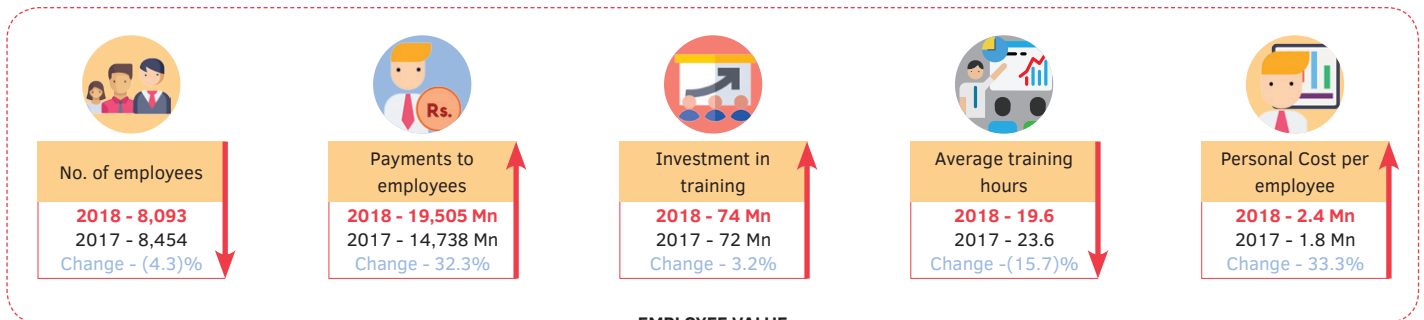 Rs.
No. of employees
2018 - 8,093
2017 - 8,454
Change - (4.3)%
Payments to
employees
2018 - 19,505 Mn
2017 - 14,738 Mn
Change - 32.3%
Investment in
training
2018 - 74 Mn
2017 - 72 Mn
Change - 3.2%
Average training
hours
2018 - 19.6
2017 - 23.6
Change -(15.7)%
Personal Cost per
employee
2018 - 2.4 Mn
2017 - 1.8 Mn
Change - 33.3%
EMPLOYEE VALUE